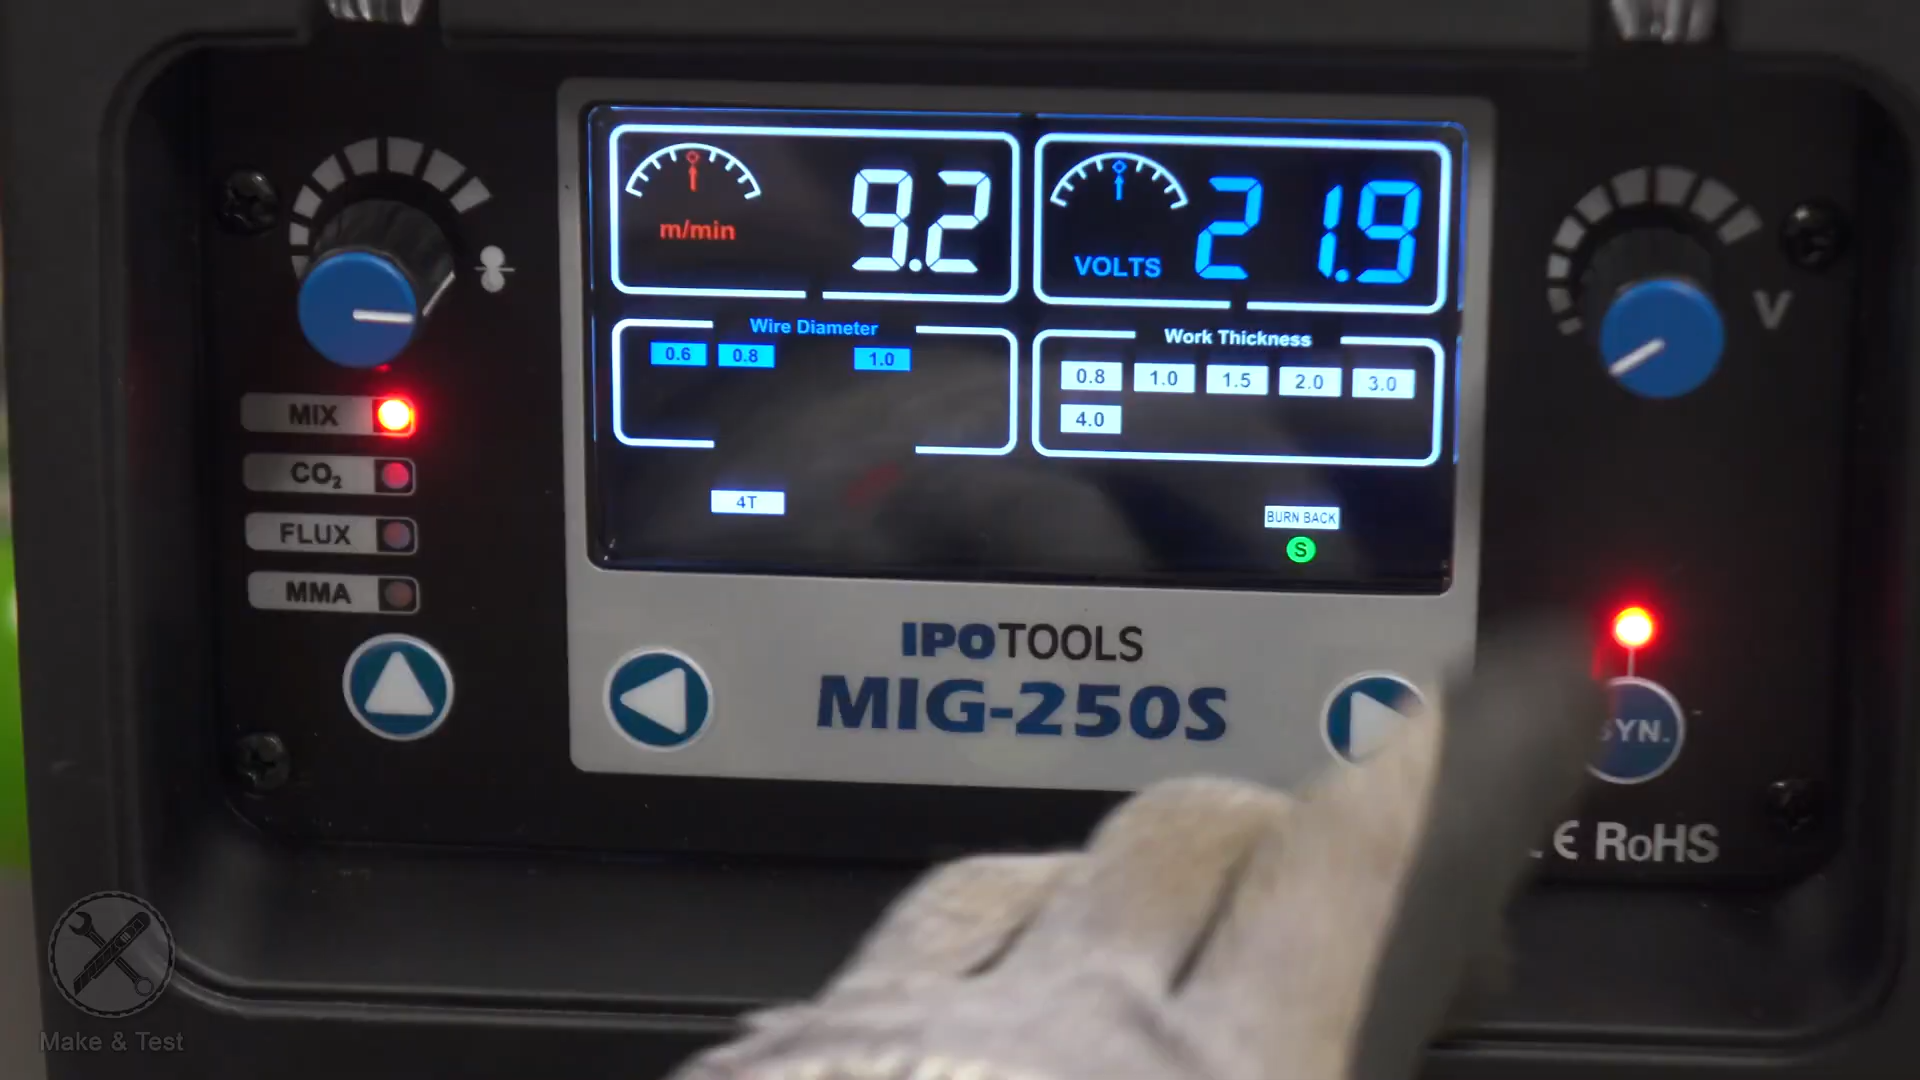 m/min
9.2
VOLTS
21.9
Wire Diameter
0.6 0.8 1.0
Work Thickness
0.8 1.0 1.5 2.0 3.0
4.0
4T
BURN BACK
S
V
MIX
CO₂
FLUX
MMA
IPOTOOLS
MIG-250S
SYN.
CE RoHS
Make & Test